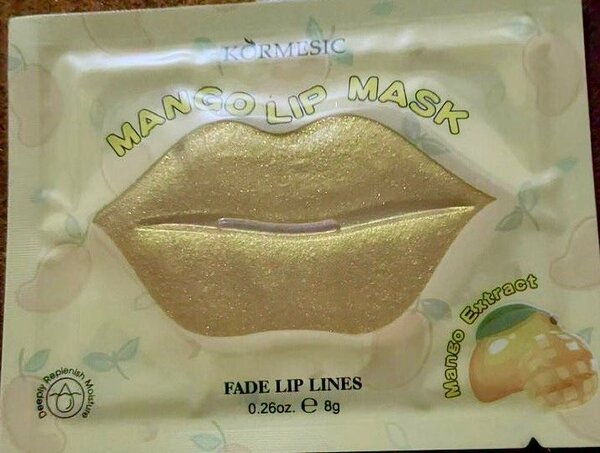 KORMESIC
MANGO LIP MASK
Mango Extract
Deeply Replenish Moisture
FADE LIP LINES
0.26oz. ℮ 8g